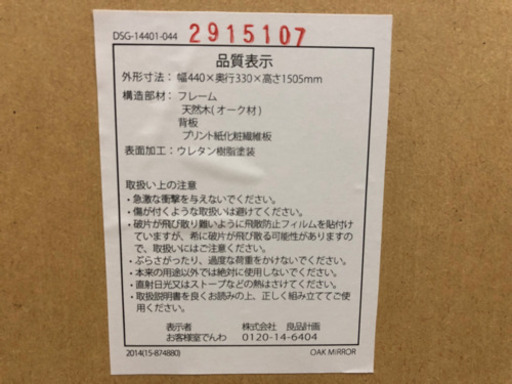 DSG-14401-044
2915107
品質表示
外形寸法：幅440×奥行330×高さ1505mm
構造部材：フレーム
天然木(オーク材)
背板
プリント紙化粧繊維板
表面加工：ウレタン樹脂塗装
取扱い上の注意
・急激な衝撃を与えないでください。
・傷が付くような取扱いは避けてください。
・破片が飛び散り難いように飛散防止フィルムを貼付け
ていますが、希に破片が飛び散る可能性がありますの
で、取扱いにはご注意ください。
・ぶらさがったり、過度な荷重をかけないでください。
・本来の用途以外では絶対に使用しないでください。
・直射日光又はストーブなどの熱はさけてください。
・取扱説明書を良くお読みの上、正しく組み立ててご使
用ください。
表示者 株式会社 良品計画
お客様室でんわ 0120-14-6404
2014(15-874880) OAK MIRROR